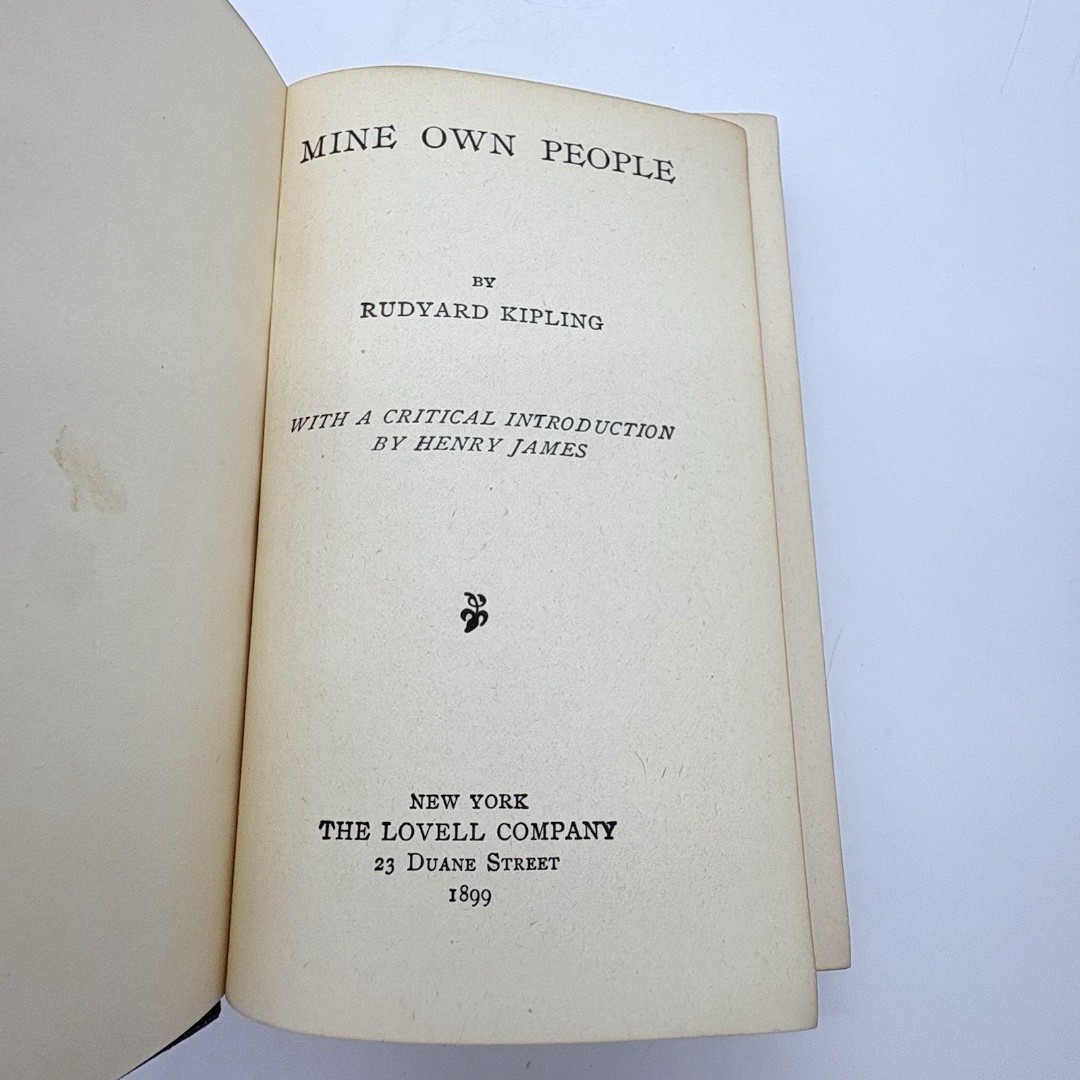 MINE OWN PEOPLE
BY
RUDYARD KIPLING
WITH A CRITICAL INTRODUCTION
BY HENRY JAMES
NEW YORK
THE LOVELL COMPANY
23 DUANE STREET
1899